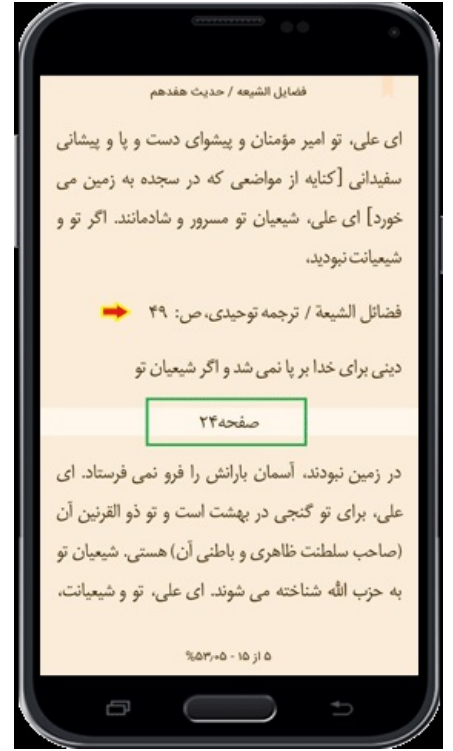 فضایل الشیعه / حدیث هفدهم
ای علی، تو امیر مؤمنان و پیشوای دست و پا و پیشانی
سفیدانی [کنایه از مواضعی که در سجده به زمین می
خورد] ای علی، شیعیان تو مسرور و شادمانند. اگر تو و
شیعیانت نبودید،
فضائل الشیعة / ترجمه توحیدی، ص: ۴۹
دینی برای خدا بر پا نمی شد و اگر شیعیان تو
صفحه۲۴
در زمین نبودند، آسمان بارانش را فرو نمی فرستاد. ای
علی، برای تو گنجی در بهشت است و تو ذو القرنین آن
(صاحب سلطنت ظاهری و باطنی آن) هستی. شیعیان تو
به حزب الله شناخته می شوند. ای علی، تو و شیعیانت،
۵ از ۱۵ - ۵۳٫۰۵%